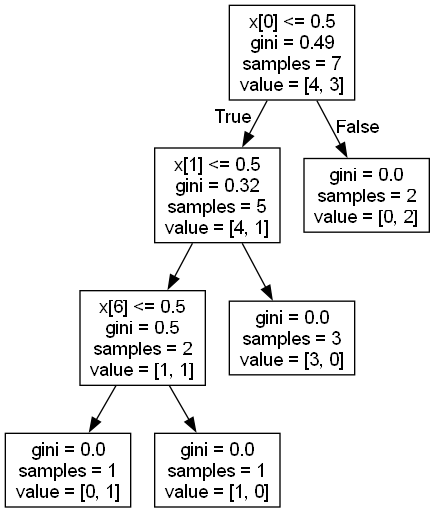 x[0] <= 0.5
gini = 0.49
samples = 7
value = [4, 3]
True
False
x[1] <= 0.5
gini = 0.32
samples = 5
value = [4, 1]
gini = 0.0
samples = 2
value = [0, 2]
x[6] <= 0.5
gini = 0.5
samples = 2
value = [1, 1]
gini = 0.0
samples = 3
value = [3, 0]
gini = 0.0
samples = 1
value = [0, 1]
gini = 0.0
samples = 1
value = [1, 0]